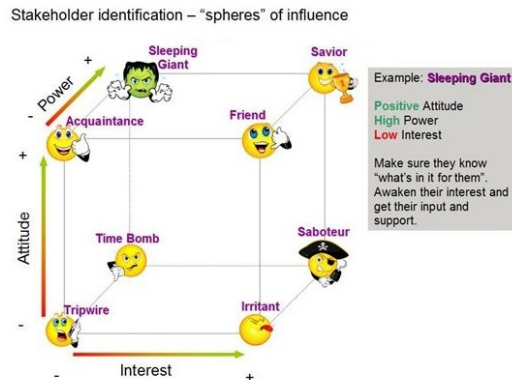 Stakeholder identification – “spheres” of influence
Sleeping
Giant
Savior
+
Power
-
Acquaintance
Friend
+
Attitude
Time Bomb
Saboteur
Tripwire
Irritant
-
-
Interest
+
Example: Sleeping Giant
Positive Attitude
High Power
Low Interest
Make sure they know
“what’s in it for them”.
Awaken their interest and
get their input and
support.